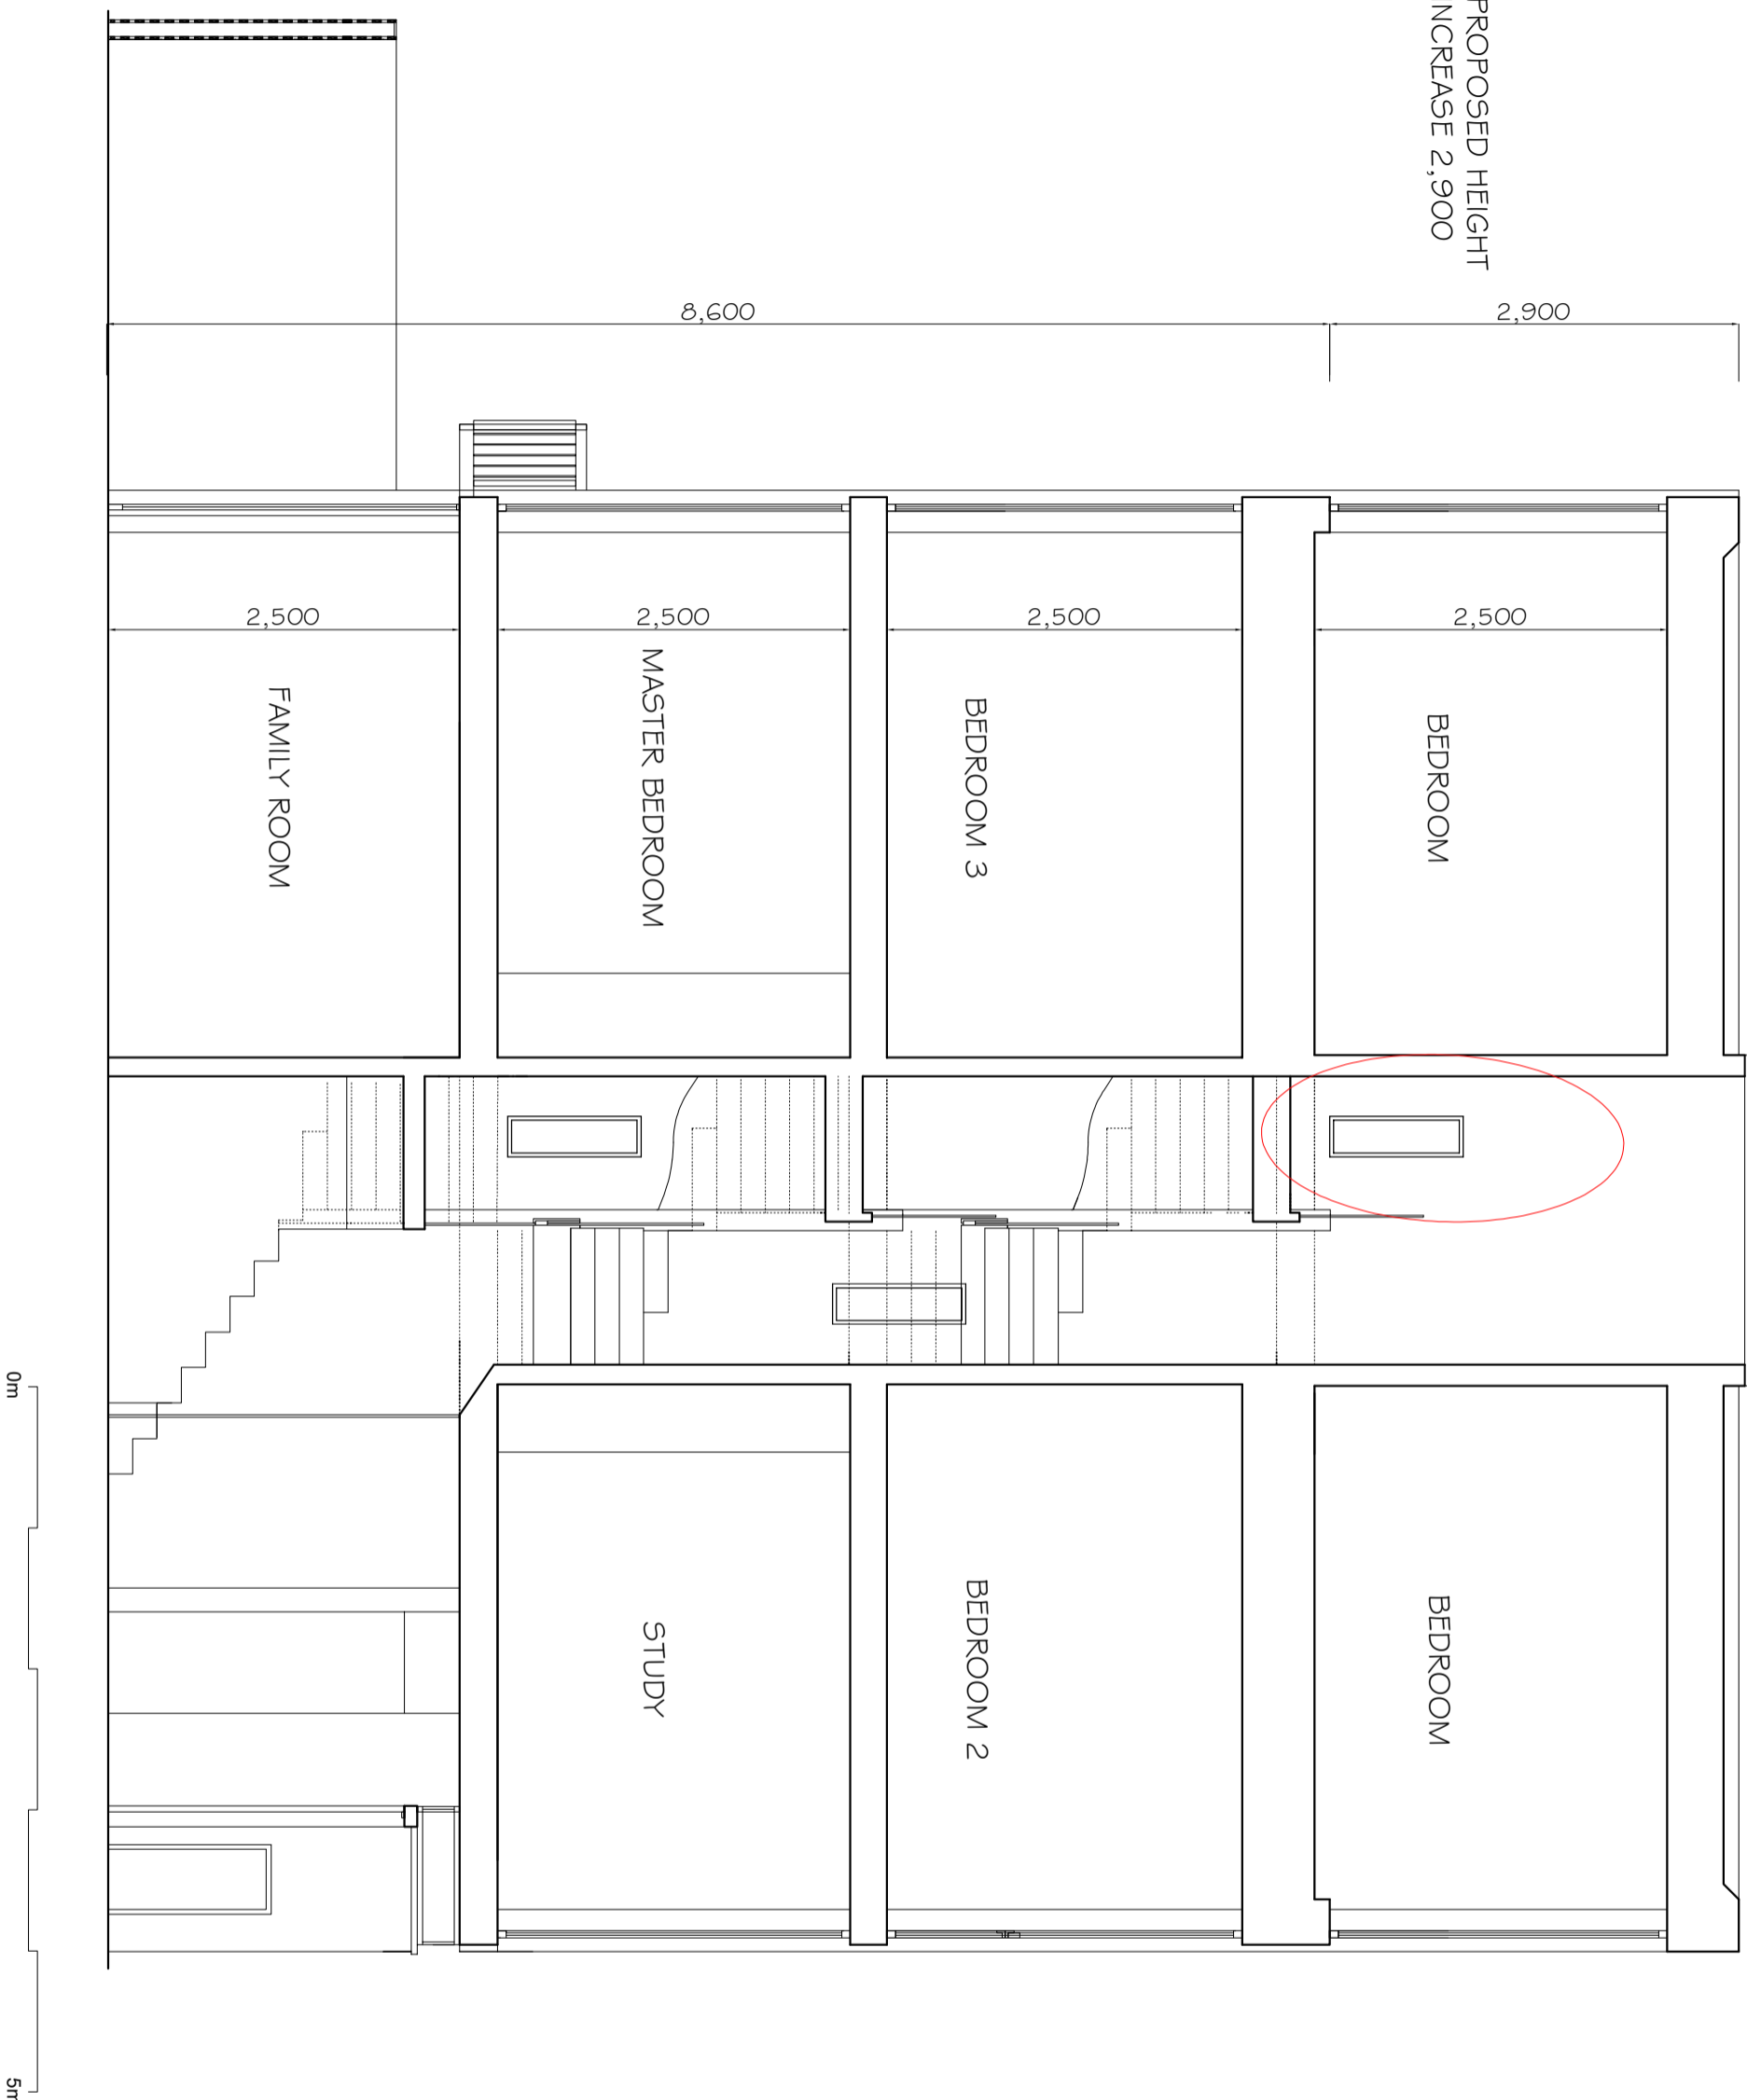 PROPOSED HEIGHT
INCREASE 2,900
8,600
2,900
2,500
2,500
2,500
2,500
FAMILY ROOM
MASTER BEDROOM
BEDROOM 3
BEDROOM
STUDY
BEDROOM 2
BEDROOM
0m
5m